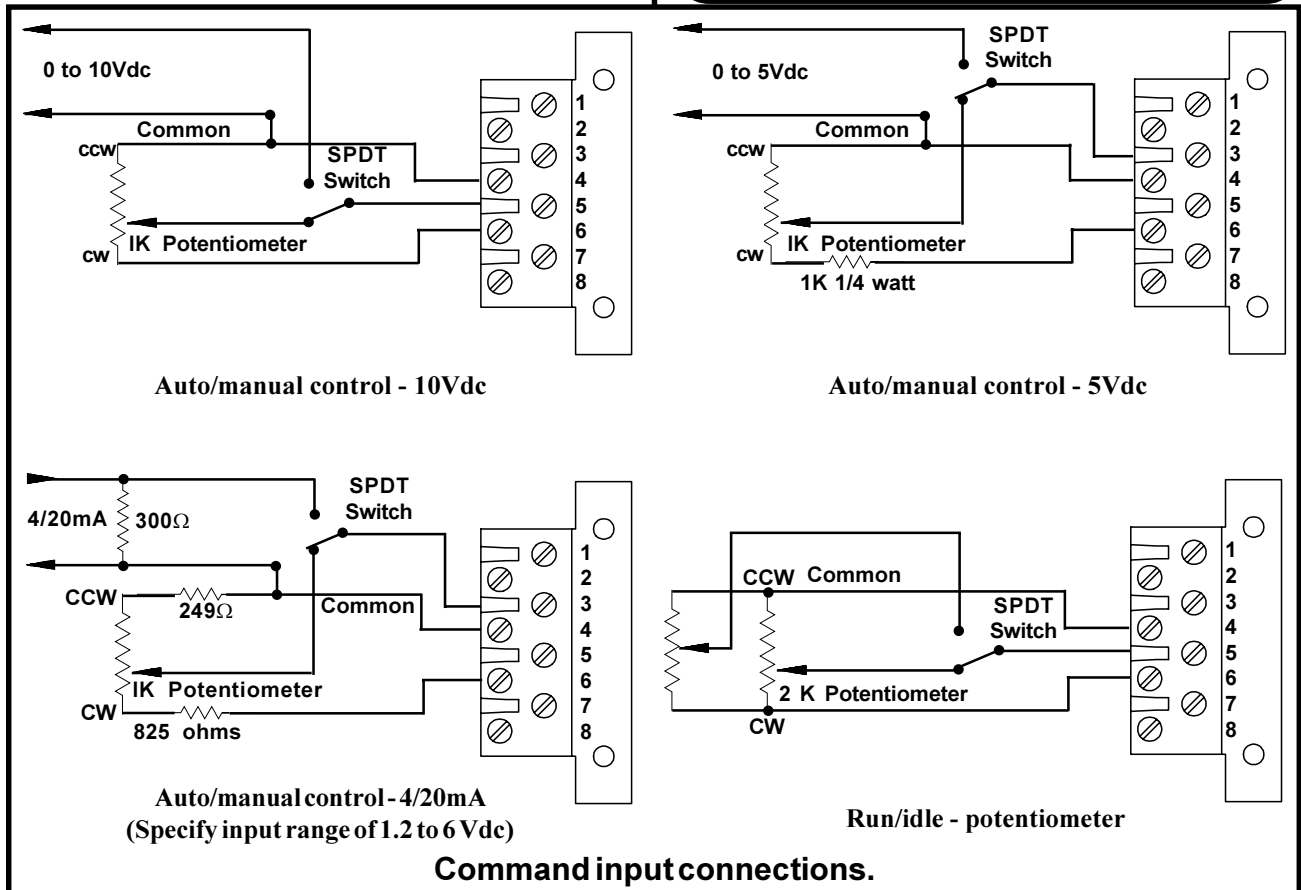 0 to 10Vdc
Common
CCW
SPDT
Switch
IK Potentiometer
CW
1
2
3
4
5
6
7
8
Auto/manual control - 10Vdc
SPDT
Switch
0 to 5Vdc
Common
CCW
IK Potentiometer
CW
1K 1/4 watt
1
2
3
4
5
6
7
8
Auto/manual control - 5Vdc
SPDT
Switch
4/20mA
300Ω
CCW
249Ω
Common
IK Potentiometer
CW
825 ohms
1
2
3
4
5
6
7
8
Auto/manual control - 4/20mA
(Specify input range of 1.2 to 6 Vdc)
CCW Common
SPDT
Switch
2 K Potentiometer
CW
1
2
3
4
5
6
7
8
Run/idle - potentiometer
Command input connections.